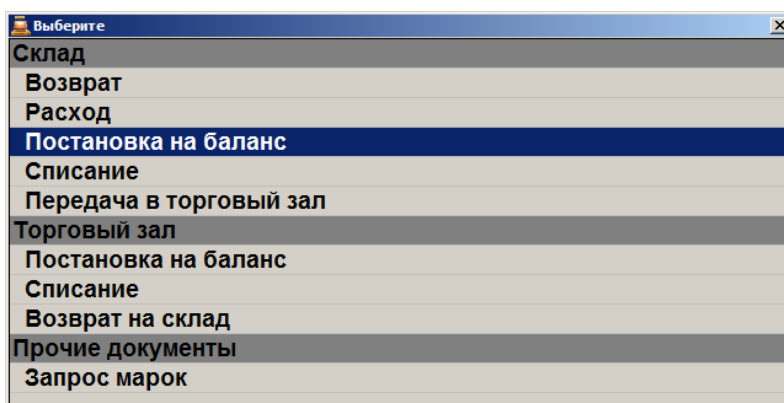 Выберите
Склад
Возврат
Расход
Постановка на баланс
Списание
Передача в торговый зал
Торговый зал
Постановка на баланс
Списание
Возврат на склад
Прочие документы
Запрос марок